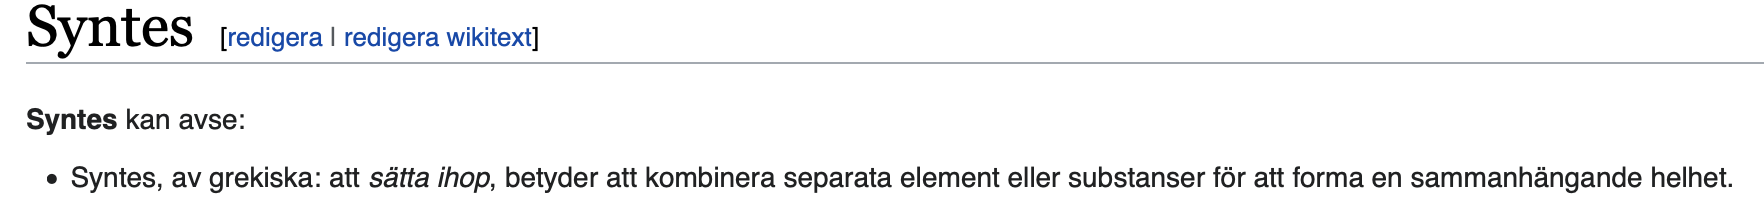 Syntes [redigera | redigera wikitext]
Syntes kan avse:
• Syntes, av grekiska: att sätta ihop, betyder att kombinera separata element eller substanser för att forma en sammanhängande helhet.